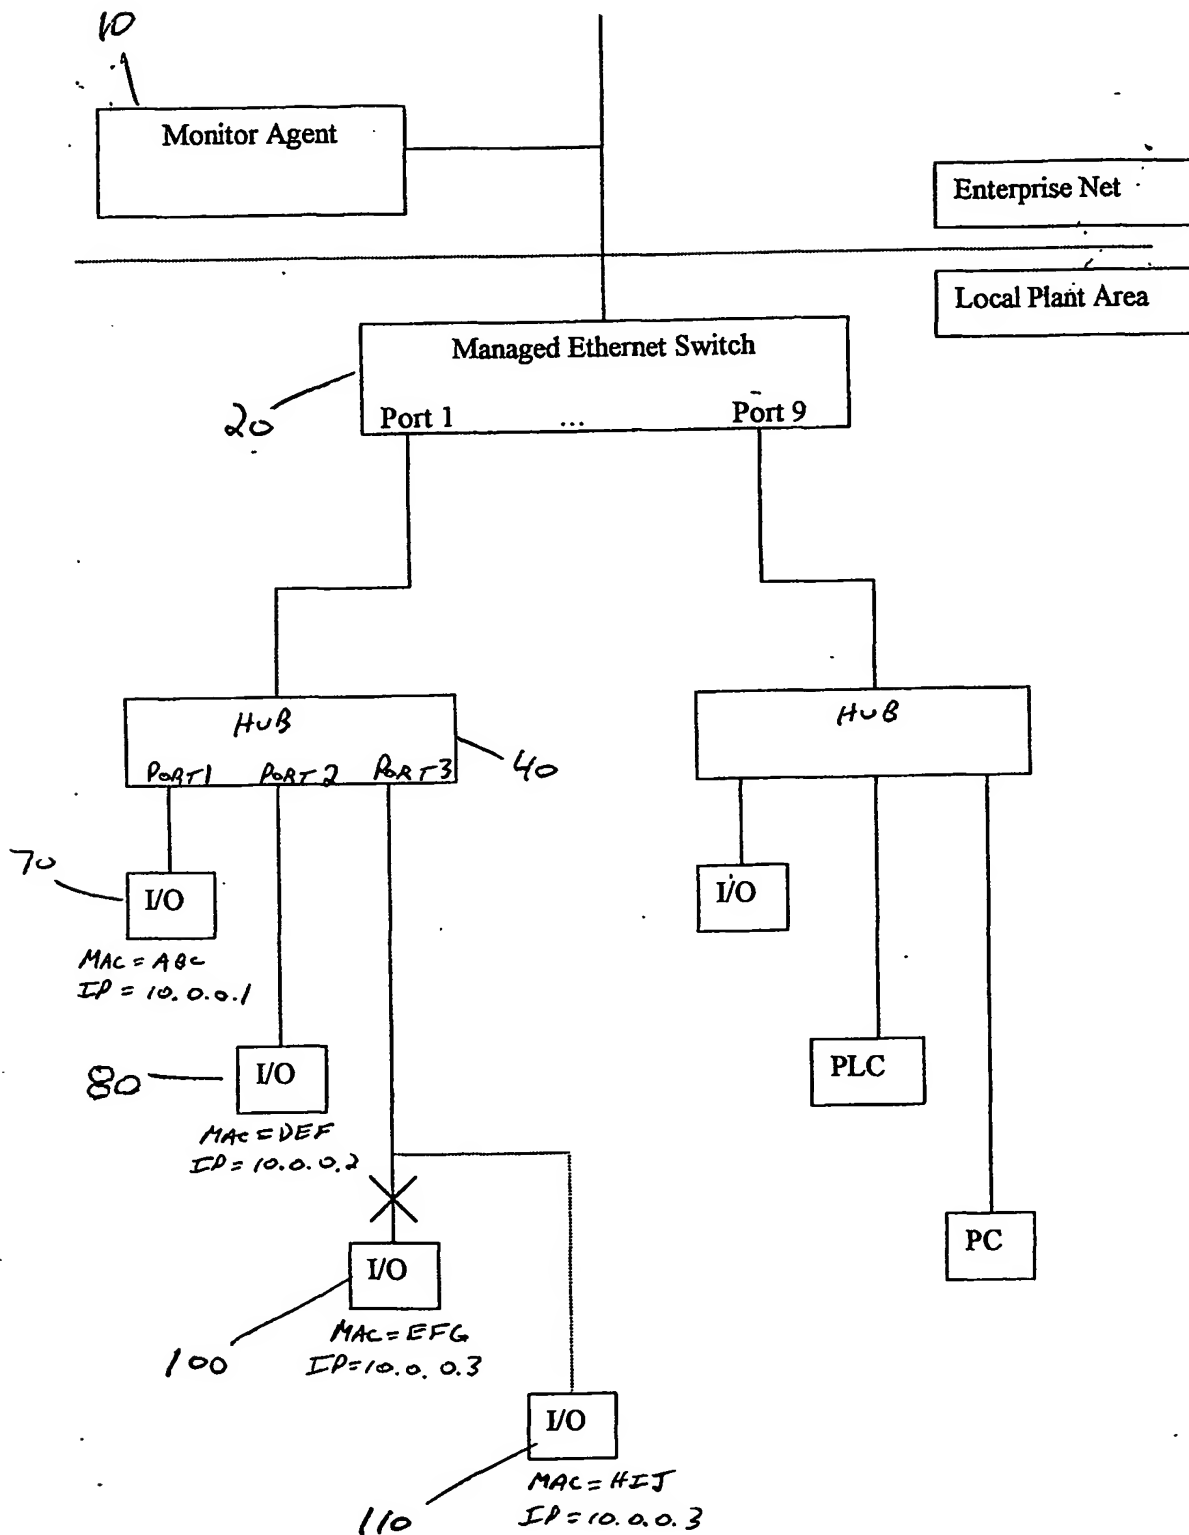 10
Monitor Agent
Enterprise Net
Local Plant Area
Managed Ethernet Switch
20
Port 1 ... Port 9
HUB
PORT1 PORT 2 PORT3
40
HUB
70
I/O
MAC = ABC
IP = 10.0.0.1
I/O
80
I/O
MAC = DEF
IP = 10.0.0.2
PLC
100
I/O
MAC = EFG
IP = 10.0.0.3
PC
I/O
110
MAC = HIJ
IP = 10.0.0.3